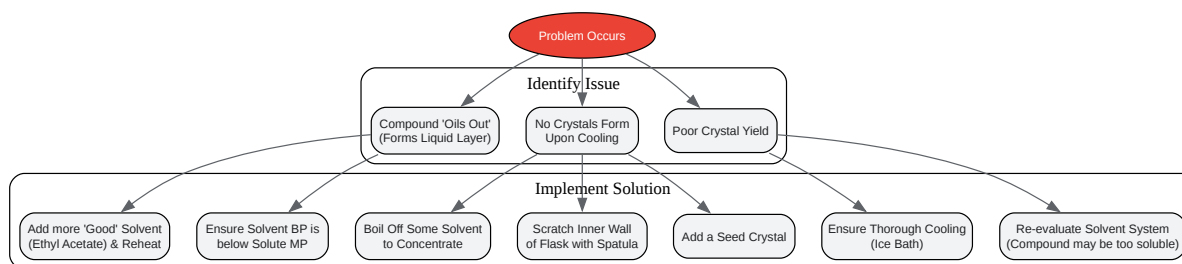 Problem Occurs
Identify Issue
Compound 'Oils Out'
(Forms Liquid Layer)
No Crystals Form
Upon Cooling
Poor Crystal Yield
Implement Solution
Add more 'Good' Solvent
(Ethyl Acetate) & Reheat
Ensure Solvent BP is
below Solute MP
Boil Off Some Solvent
to Concentrate
Scratch Inner Wall
of Flask with Spatula
Add a Seed Crystal
Ensure Thorough Cooling
(Ice Bath)
Re-evaluate Solvent System
(Compound may be too soluble)